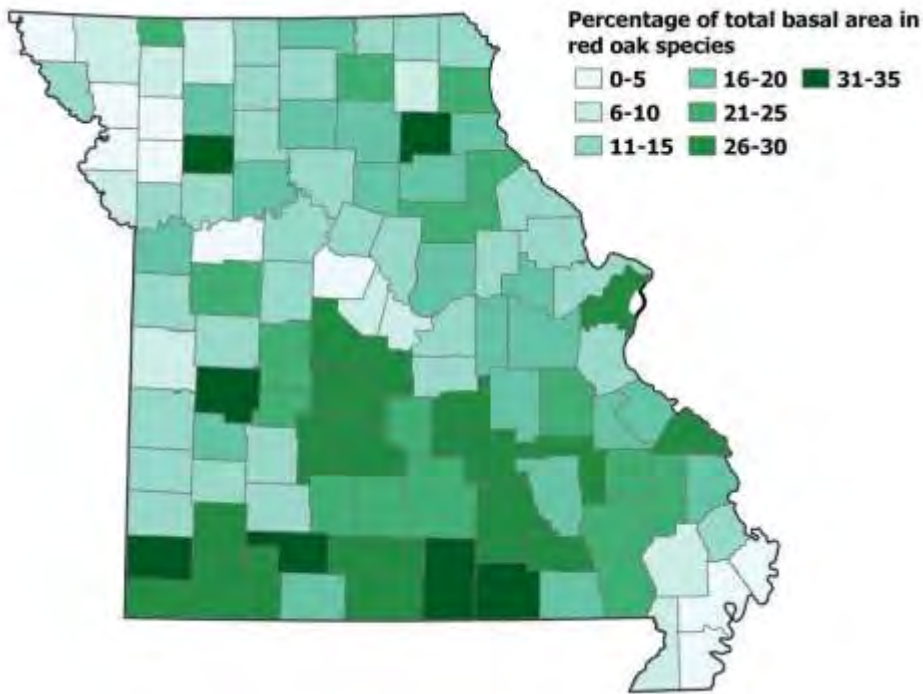 Percentage of total basal area in
red oak species
0-5 16-20 31-35
6-10 21-25
11-15 26-30